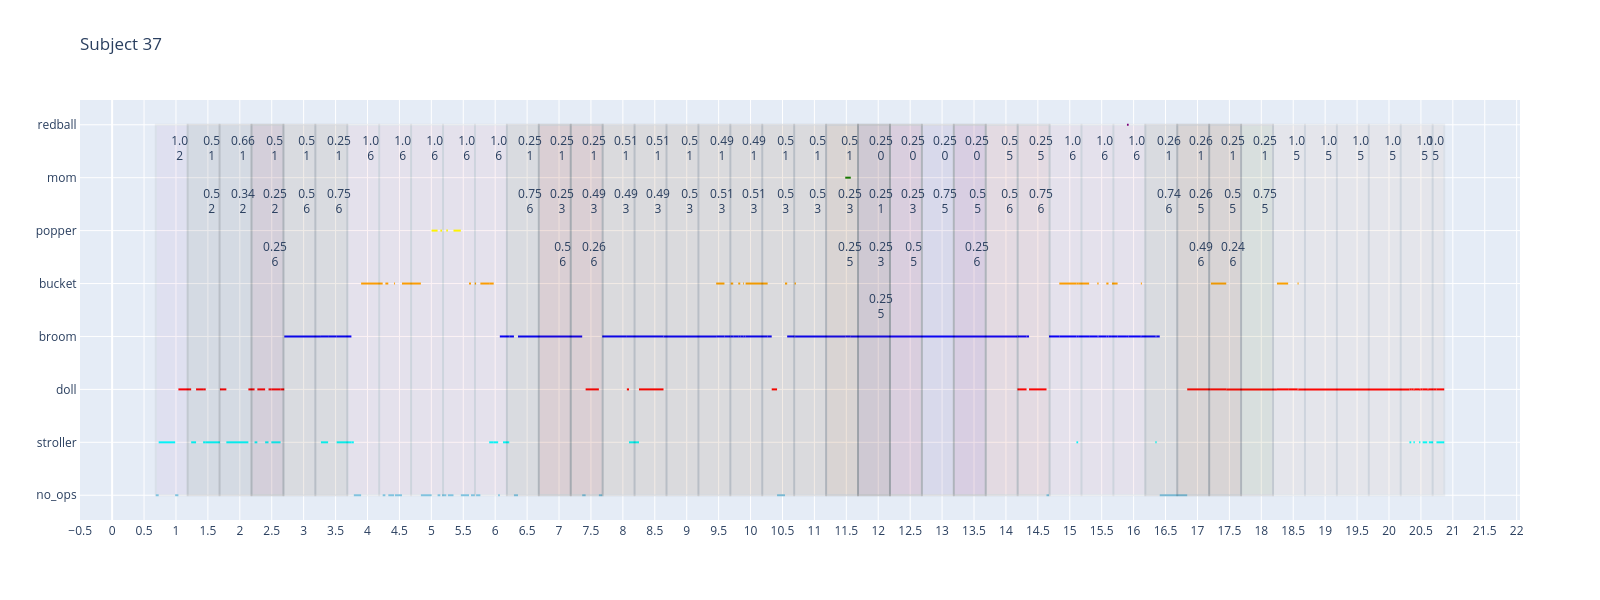 Subject 37
redball
1.0 0.5 0.66 0.5 0.5 0.25 1.0 1.0 1.0 1.0 1.0 0.25 0.25 0.25 0.51 0.51 0.49 0.49 0.5 0.5 0.5 0.25 0.25 0.25 0.25 0.5 0.25 1.0 1.0 1.0 0.26 0.26 0.25 0.25 1.0 1.0 1.0 1.0 1.0 1.0
2 1 1 1 1 1 6 6 6 6 6 1 1 1 1 1 1 1 1 1 1 0 0 0 0 5 5 6 6 6 1 1 1 1 5 5 5 5 5 5
mom
0.5 0.34 0.25 0.5 0.75 0.75 0.25 0.49 0.49 0.49 0.5 0.51 0.51 0.5 0.5 0.25 0.25 0.25 0.75 0.5 0.5 0.75 0.74 0.26 0.5 0.75
2 2 2 6 6 6 3 3 3 3 3 3 3 3 3 3 1 3 5 5 6 6 6 5 5 5
popper
0.25 0.5 0.26 0.25 0.25 0.5 0.25 0.49 0.24
6 6 6 5 3 5 6 6 6
bucket
0.25
5
broom
doll
stroller
no_ops
−0.5 0 0.5 1 1.5 2 2.5 3 3.5 4 4.5 5 5.5 6 6.5 7 7.5 8 8.5 9 9.5 10 10.5 11 11.5 12 12.5 13 13.5 14 14.5 15 15.5 16 16.5 17 17.5 18 18.5 19 19.5 20 20.5 21 21.5 22